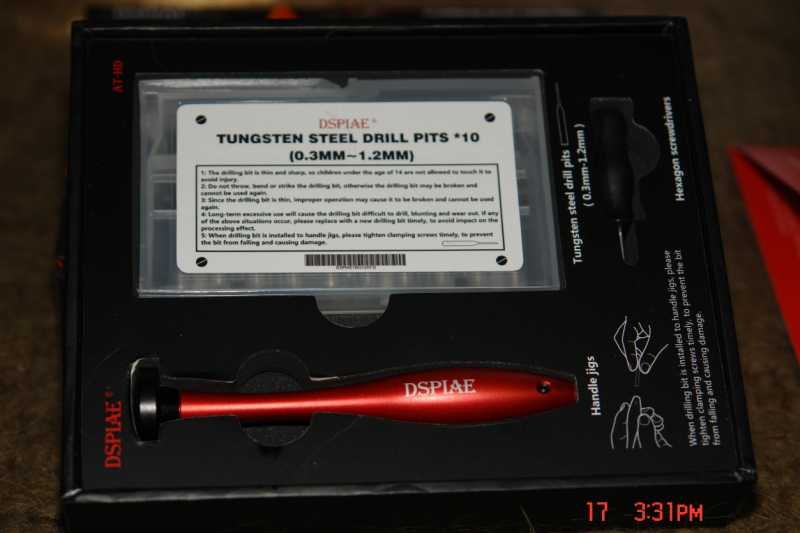 AT-HD
DSPIAE®
TUNGSTEN STEEL DRILL PITS *10
(0.3MM~1.2MM)
1: The drilling bit is thin and sharp, so children under the age of 14 are not allowed to touch it to
avoid injury.
2: Do not throw, bend or strike the drilling bit, otherwise the drilling bit may be broken and
cannot be used again.
3: Since the drilling bit is thin, improper operation may cause it to be broken and cannot be used
again.
4: Long-term excessive use will cause the drilling bit difficult to drill, blunting and wear out, if any
of the above situations occur, please replace with a new drilling bit timely, to avoid impact on the
processing effect.
5: When drilling bit is installed to handle jigs, please tighten clamping screws timely, to prevent
the bit from falling and causing damage.
Tungsten steel drill pits
( 0.3mm-1.2mm )
Hexagon screwdrivers
DSPIAE
DSPIAE®
Handle jigs
When drilling bit is installed to handle jigs, please
tighten clamping screws timely, to prevent the bit
from falling and causing damage.
17 3:31PM